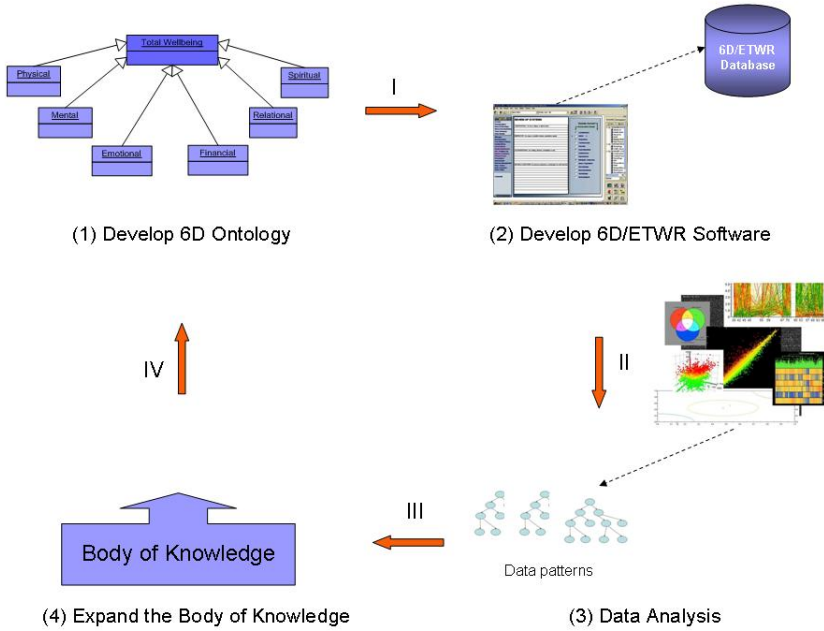 Total Wellbeing
Physical
Spiritual
Mental
Relational
Emotional
Financial
I
6D/ETWR
Database
(1) Develop 6D Ontology
(2) Develop 6D/ETWR Software
IV
II
III
Body of Knowledge
Data patterns
(4) Expand the Body of Knowledge
(3) Data Analysis